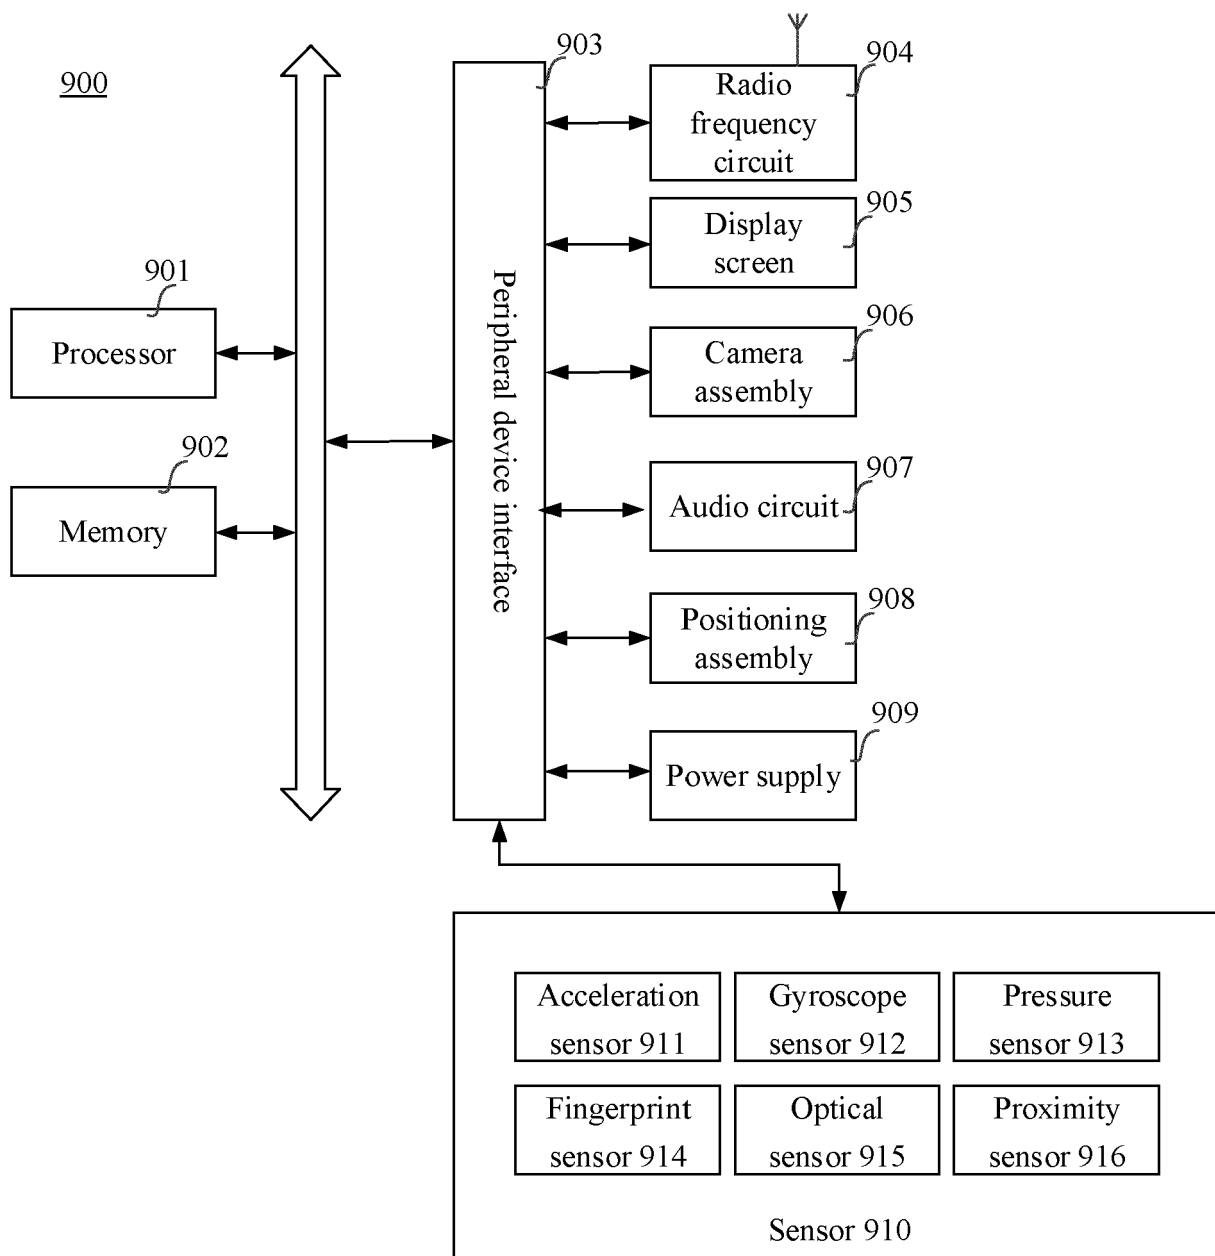 900
903
904
Radio
frequency
circuit
905
Display
screen
901
Processor
906
Camera
assembly
Peripheral device interface
902
Memory
907
Audio circuit
908
Positioning
assembly
909
Power supply
Acceleration
sensor 911
Gyroscope
sensor 912
Pressure
sensor 913
Fingerprint
sensor 914
Optical
sensor 915
Proximity
sensor 916
Sensor 910